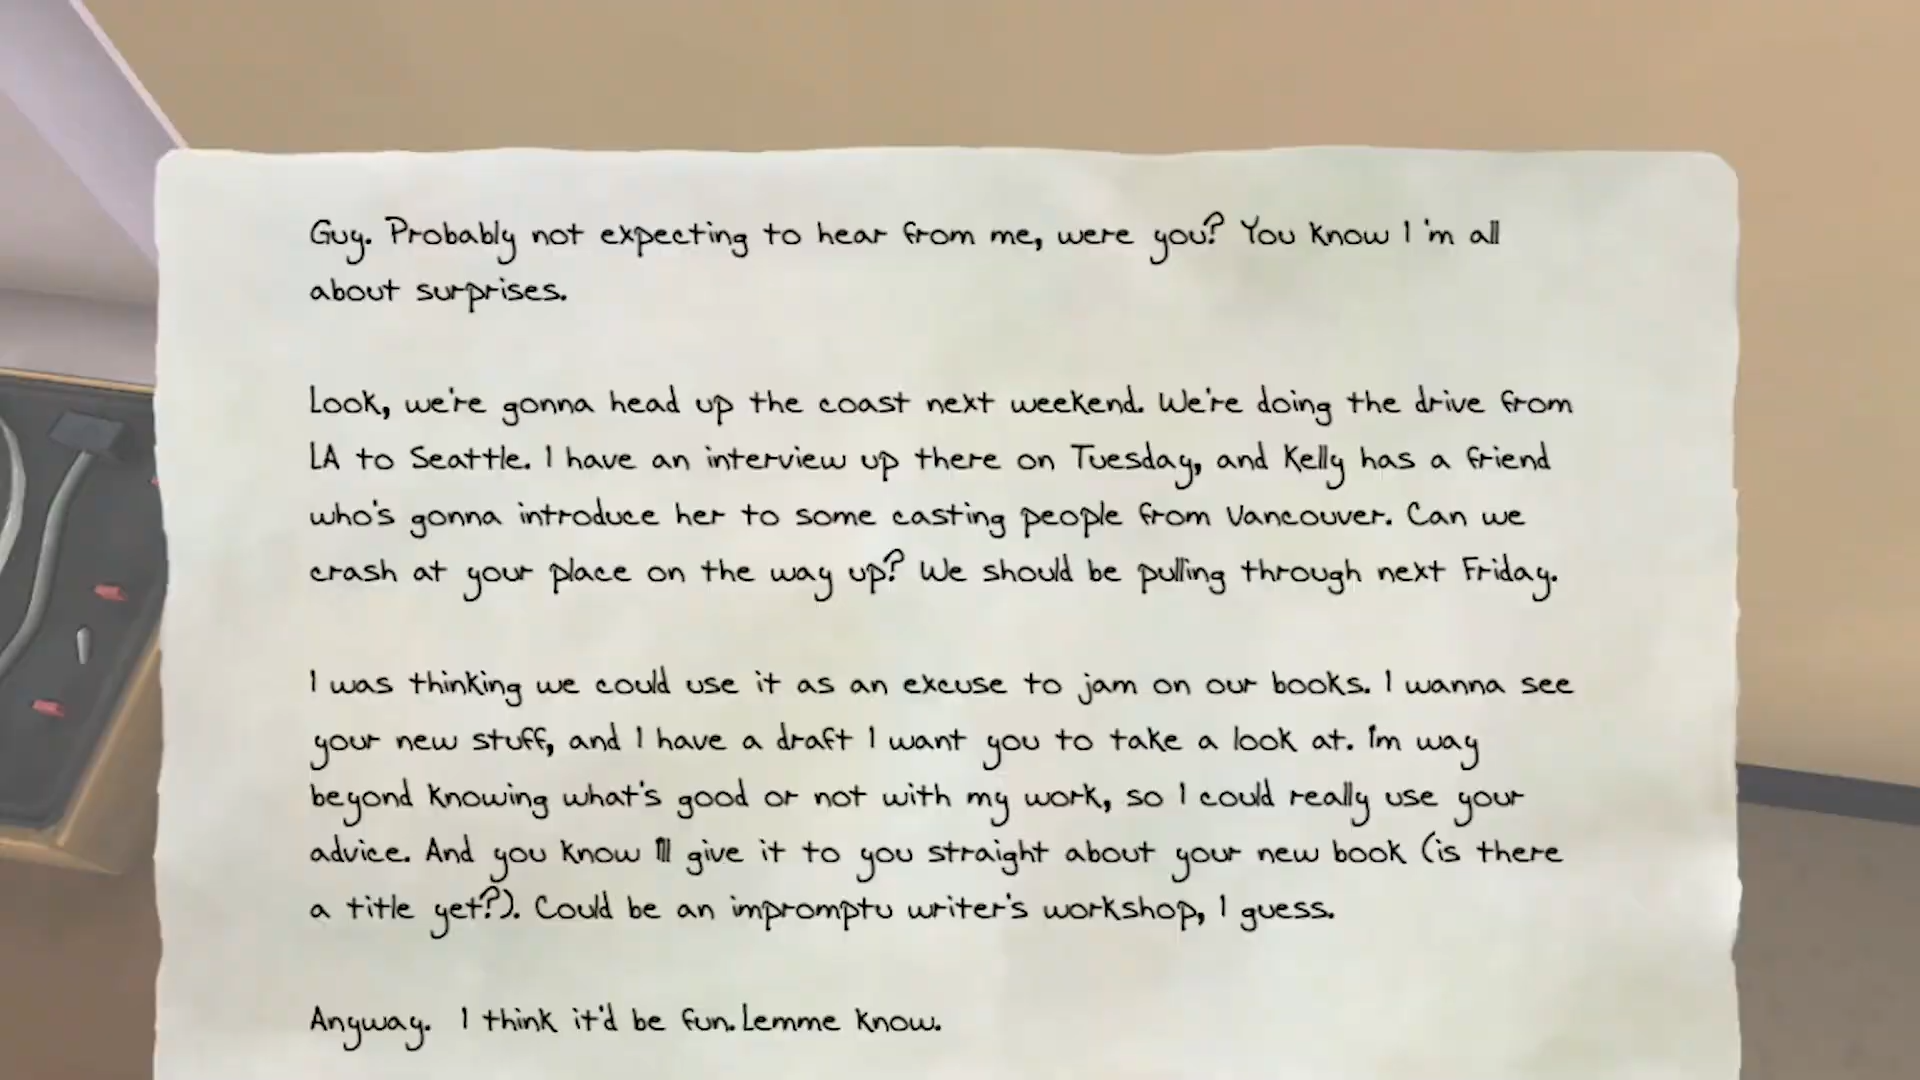 Guy. Probably not expecting to hear from me, were you? You know I'm all
about surprises.
Look, we're gonna head up the coast next weekend. We're doing the drive from
LA to Seattle. I have an interview up there on Tuesday, and Kelly has a friend
who's gonna introduce her to some casting people from Vancouver. Can we
crash at your place on the way up? We should be pulling through next Friday.
I was thinking we could use it as an excuse to jam on our books. I wanna see
your new stuff, and I have a draft I want you to take a look at. I'm way
beyond knowing what's good or not with my work, so I could really use your
advice. And you know I'll give it to you straight about your new book (is there
a title yet?). Could be an impromptu writer's workshop, I guess.
Anyway. I think it'd be fun. Lemme know.